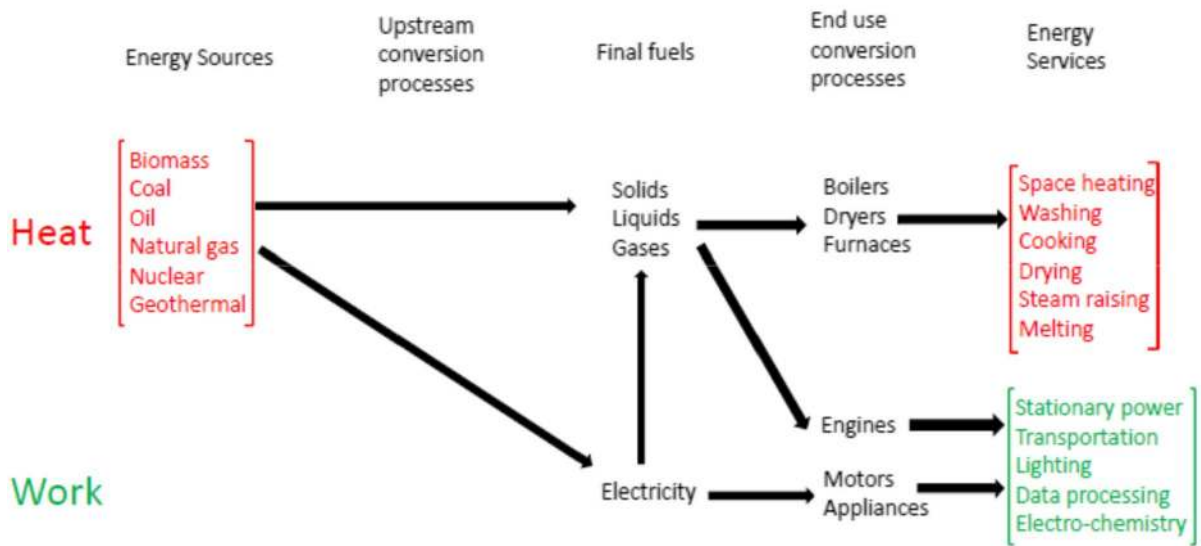 Energy Sources
Upstream
conversion
processes
Final fuels
End use
conversion
processes
Energy
Services
Heat
Biomass
Coal
Oil
Natural gas
Nuclear
Geothermal
Solids
Liquids
Gases
Boilers
Dryers
Furnaces
Space heating
Washing
Cooking
Drying
Steam raising
Melting
Work
Electricity
Engines
Motors
Appliances
Stationary power
Transportation
Lighting
Data processing
Electro-chemistry